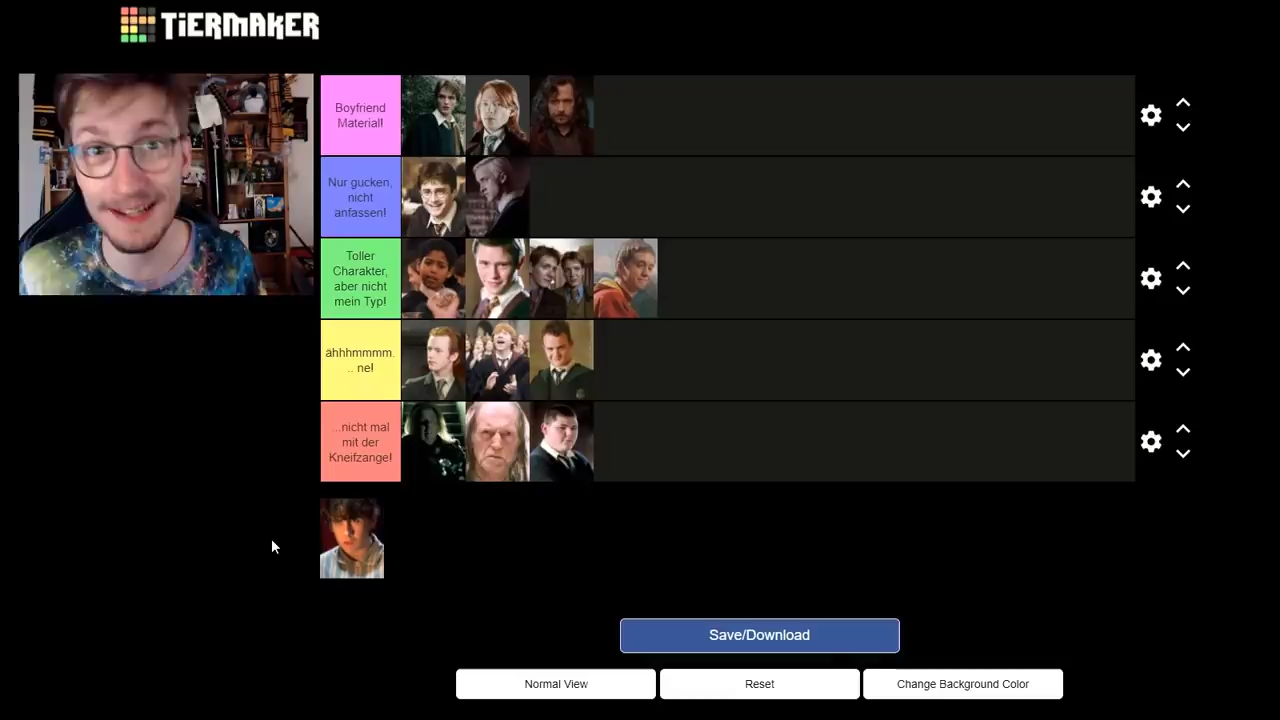 TiERMAKER
Boyfriend
Material!
Nur gucken,
nicht
anfassen!
Toller
Charakter,
aber nicht
mein Typ!
ähhhmmmm.
.. ne!
...nicht mal
mit der
Kneifzange!
Save/Download
Normal View
Reset
Change Background Color